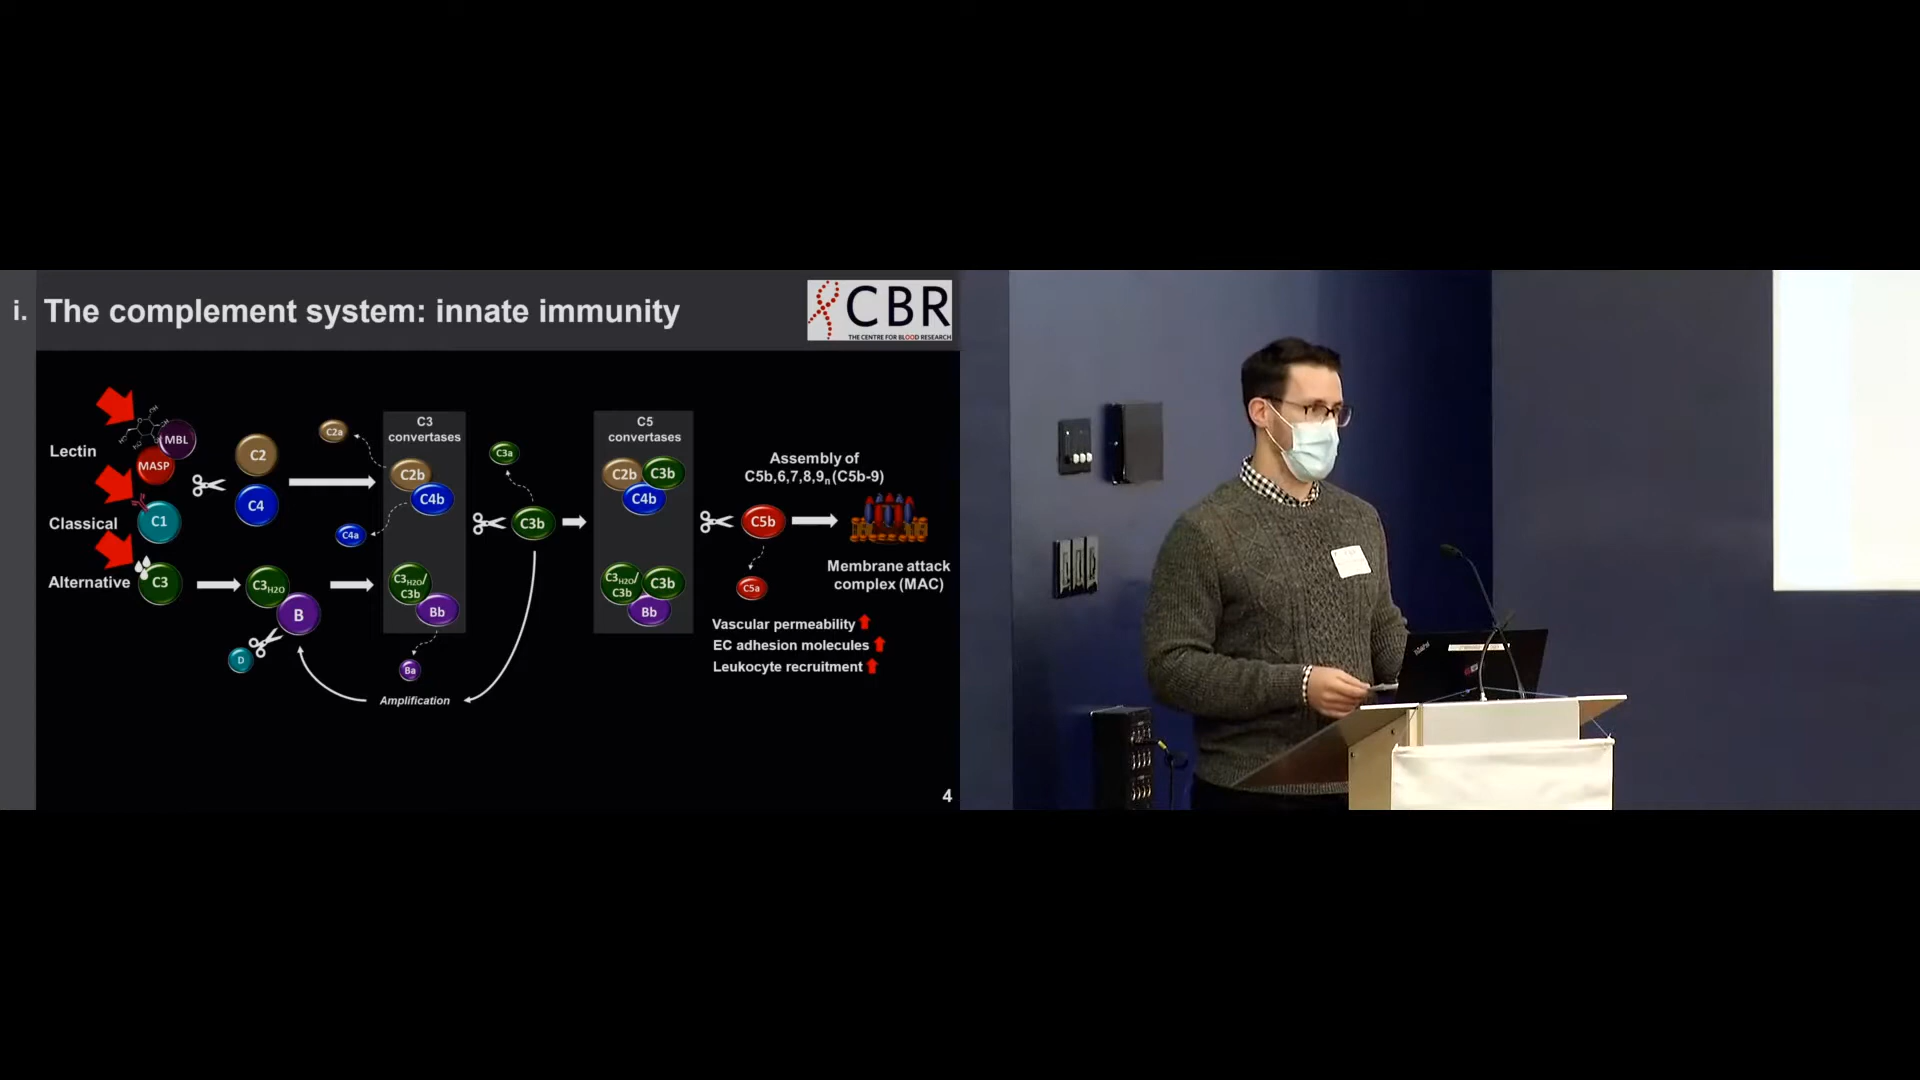 i. The complement system: innate immunity
CBR
THE CENTRE FOR BLOOD RESEARCH
Lectin
MBL
MASP
Classical
C1
Alternative
C3
C2
C4
C3H2O
B
D
C2a
C4a
C3
convertases
C2b
C4b
C3H2O/
C3b
Bb
Ba
Amplification
C3a
C3b
C5
convertases
C2b
C3b
C4b
C3H2O/
C3b
C3b
Bb
C5b
C5a
Assembly of
C5b,6,7,8,9n (C5b-9)
Membrane attack
complex (MAC)
Vascular permeability
EC adhesion molecules
Leukocyte recruitment
4